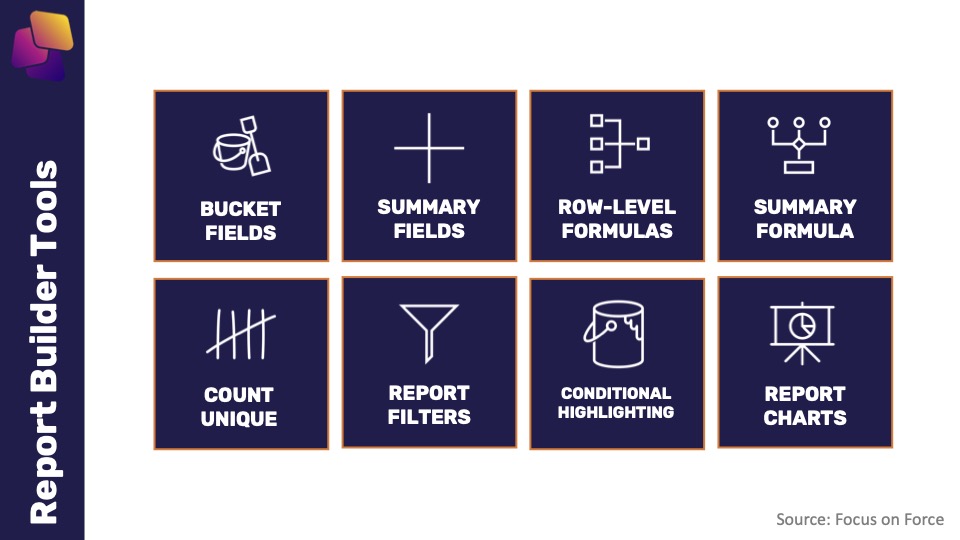 Report Builder Tools
BUCKET
FIELDS
SUMMARY
FIELDS
ROW-LEVEL
FORMULAS
SUMMARY
FORMULA
COUNT
UNIQUE
REPORT
FILTERS
CONDITIONAL
HIGHLIGHTING
REPORT
CHARTS
Source: Focus on Force